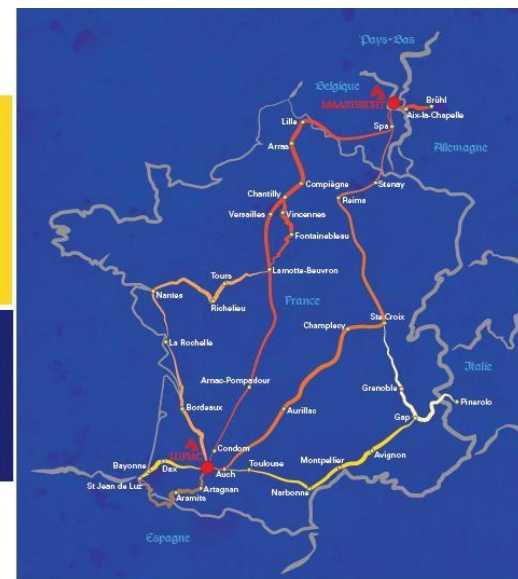 Pays-Bas
Belgique
MAASTRICHT
Brühl
Aix-la-Chapelle
Lille
Spa
Arras
Allemagne
Compiègne
Stenay
Chantilly
Reims
Versailles
Vincennes
Fontainebleau
Tours
Lamotte-Beuvron
Nantes
Richelieu
France
Ste Croix
Champlecy
La Rochelle
Italie
Arnac-Pompadour
Grenoble
Pinerolo
Bordeaux
Aurillac
Gap
LUPIAC
Condom
Avignon
Montpellier
Bayonne
Dax
Auch
Toulouse
St Jean de Luz
Artagnan
Narbonne
Aramits
Espagne